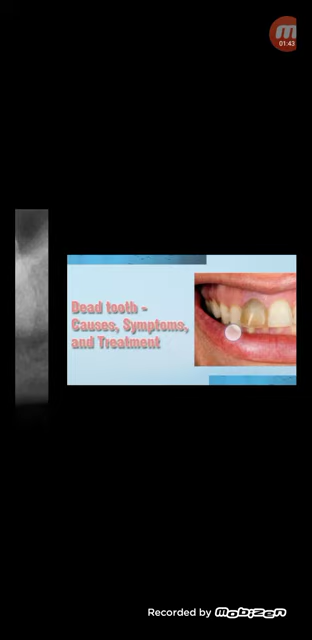 01:43
Dead tooth -
Causes, Symptoms,
and Treatment
Recorded by mobizen